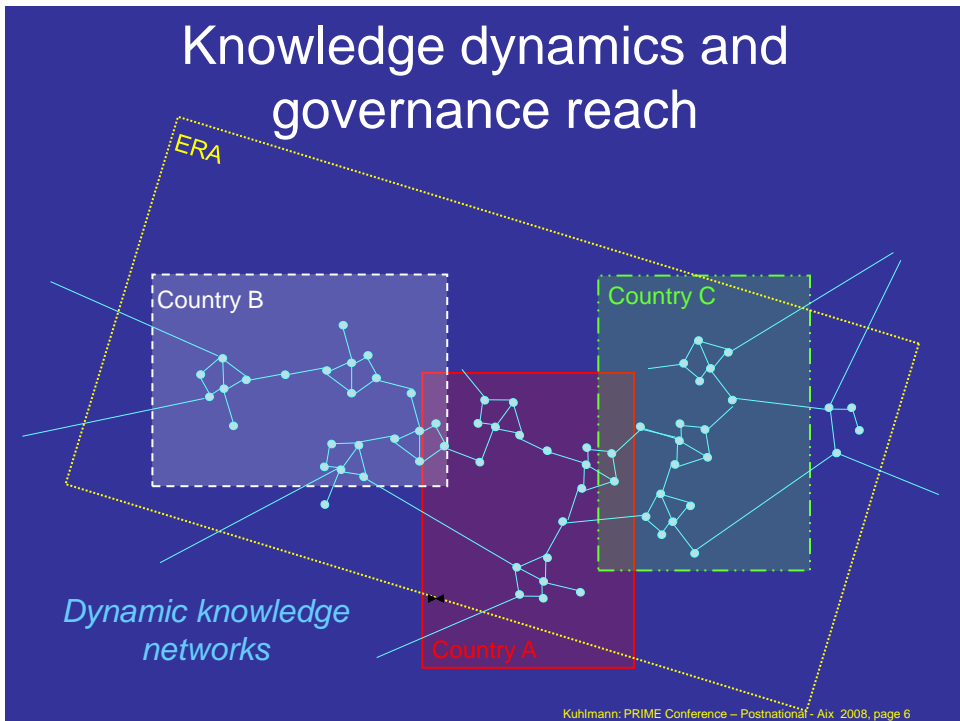 Knowledge dynamics and
governance reach
ERA
Country B
Country C
Dynamic knowledge
networks
Country A
Kuhlmann: PRIME Conference – Postnational - Aix 2008, page 6